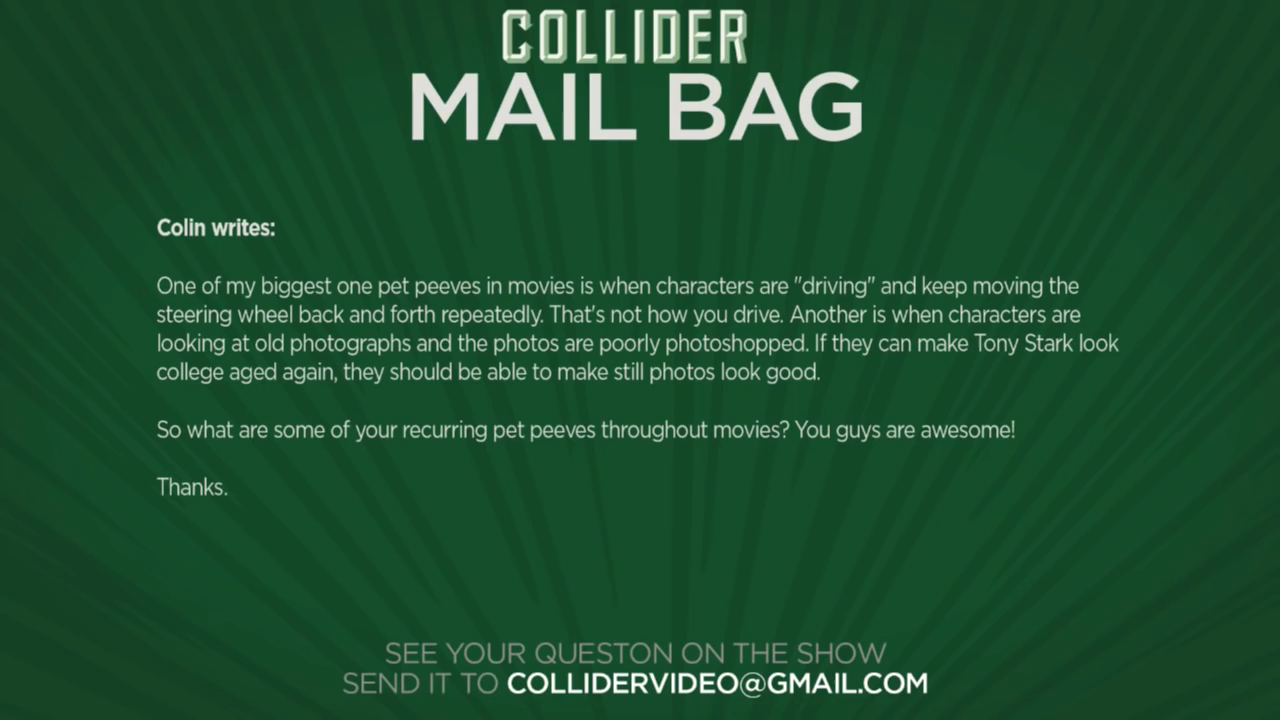 COLLIDER
MAIL BAG
Colin writes:
One of my biggest one pet peeves in movies is when characters are "driving" and keep moving the
steering wheel back and forth repeatedly. That's not how you drive. Another is when characters are
looking at old photographs and the photos are poorly photoshopped. If they can make Tony Stark look
college aged again, they should be able to make still photos look good.
So what are some of your recurring pet peeves throughout movies? You guys are awesome!
Thanks.
SEE YOUR QUESTON ON THE SHOW
SEND IT TO COLLIDERVIDEO@GMAIL.COM